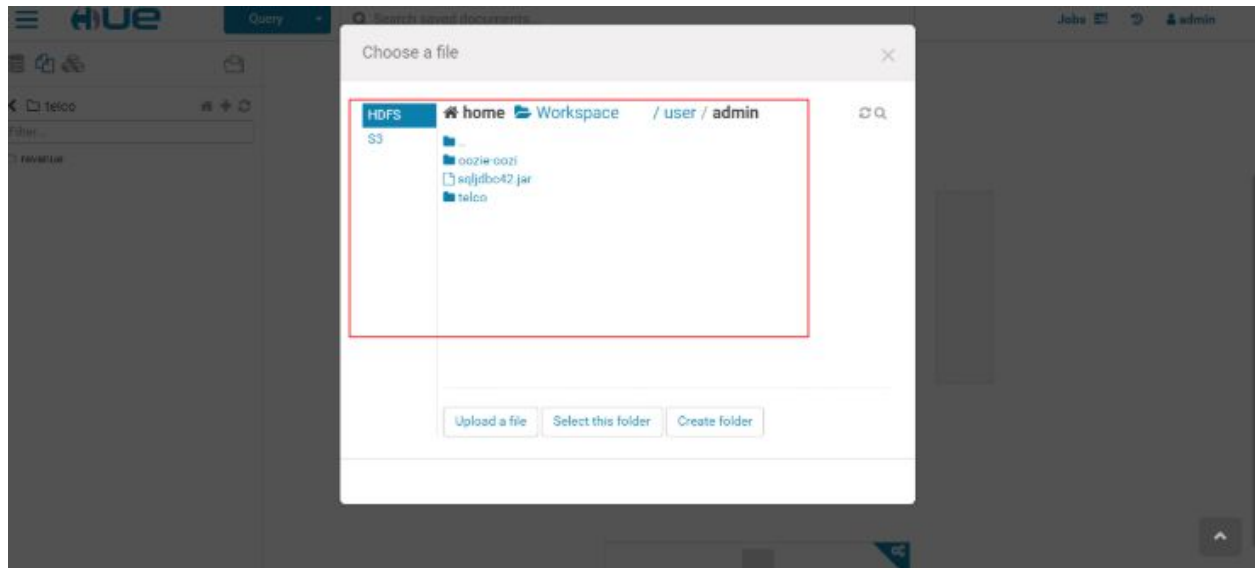 HUE Query Search saved documents... Jobs admin
Choose a file
telco
HDFS home Workspace / user / admin
S3
..
revenue
oozie-oozi
sqljdbc42.jar
telco
Upload a file Select this folder Create folder